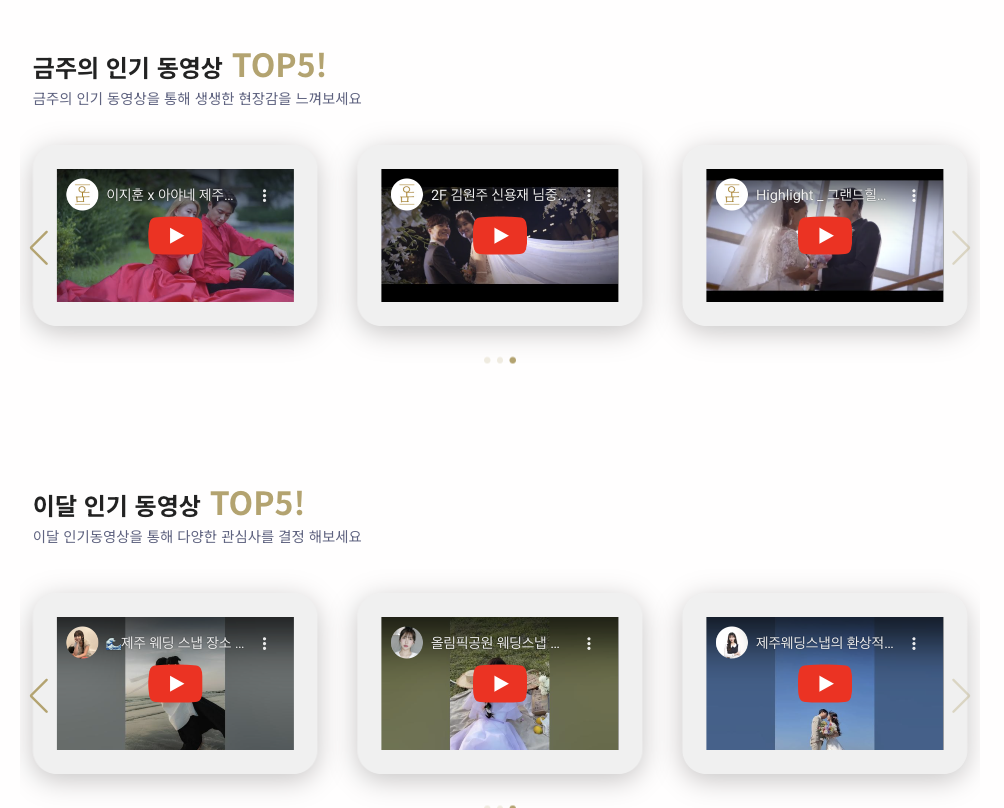 금주의 인기 동영상 TOP5!
금주의 인기 동영상을 통해 생생한 현장감을 느껴보세요
이지훈 x 아야네 제주...
2F 김원주 신용재 님중...
Highlight _ 그랜드힐...
이달 인기 동영상 TOP5!
이달 인기동영상을 통해 다양한 관심사를 결정 해보세요
🌊제주 웨딩 스냅 장소 ...
올림픽공원 웨딩스냅 ...
제주웨딩스냅의 환상적...